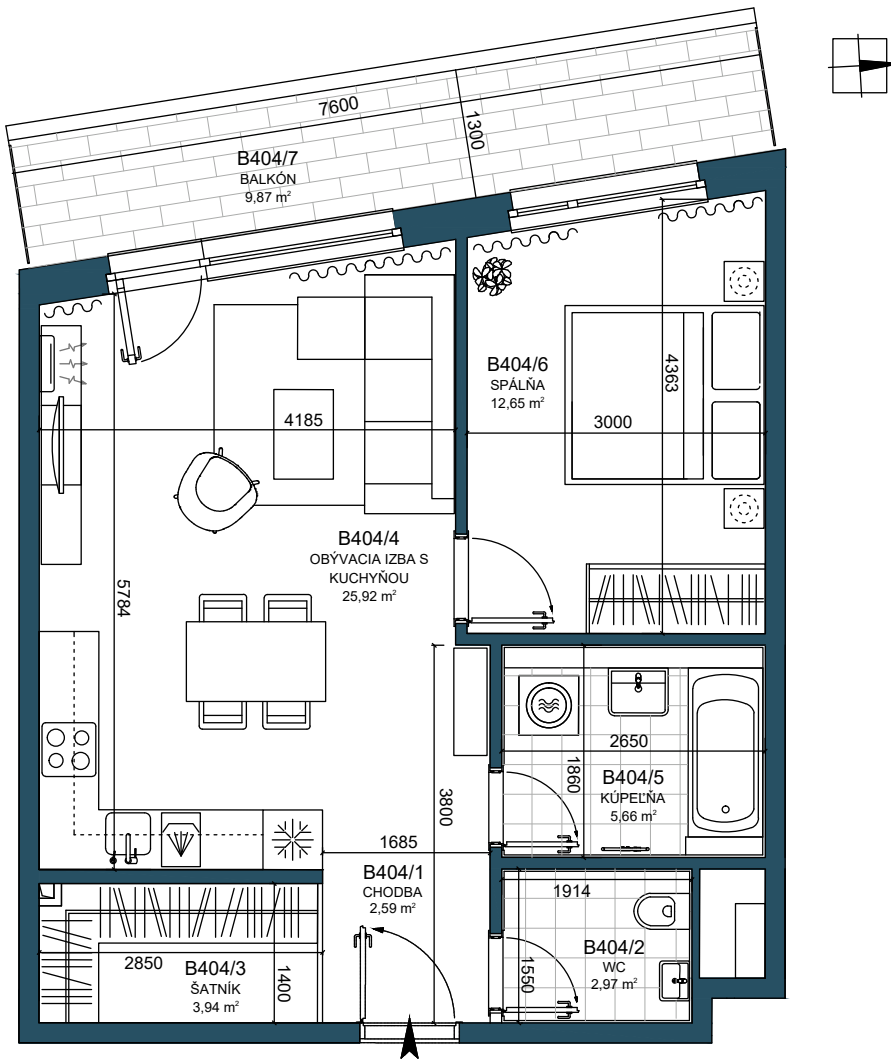 7600
1300
B404/7
BALKÓN
9,87 m²
B404/6
SPÁLŇA
12,65 m²
4363
4185
3000
B404/4
OBÝVACIA IZBA S
KUCHYŇOU
25,92 m²
5784
2650
1860
B404/5
KÚPEĽŇA
5,66 m²
3800
1685
B404/1
CHODBA
2,59 m²
1914
B404/2
WC
2,97 m²
1550
2850
B404/3
ŠATNÍK
3,94 m²
1400